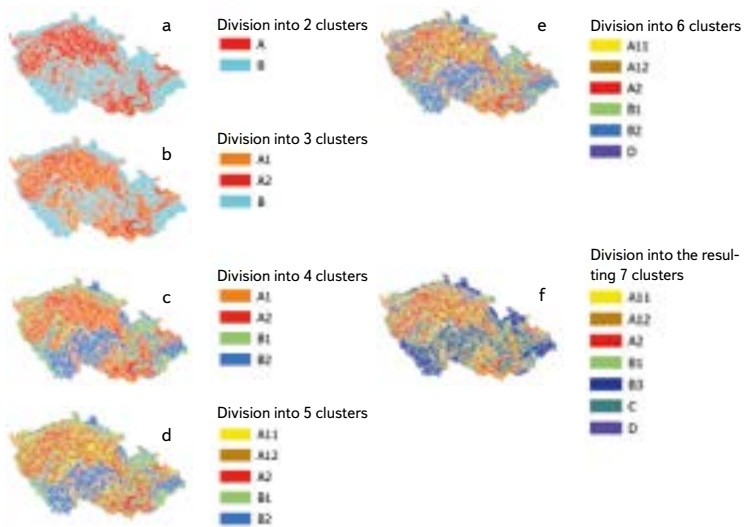 a
Division into 2 clusters
A
B
b
Division into 3 clusters
A1
A2
B
c
Division into 4 clusters
A1
A2
B1
B2
d
Division into 5 clusters
A11
A12
A2
B1
B2
e
Division into 6 clusters
A11
A12
A2
B1
B2
D
f
Division into the resul-
ting 7 clusters
A11
A12
A2
B1
B3
C
D